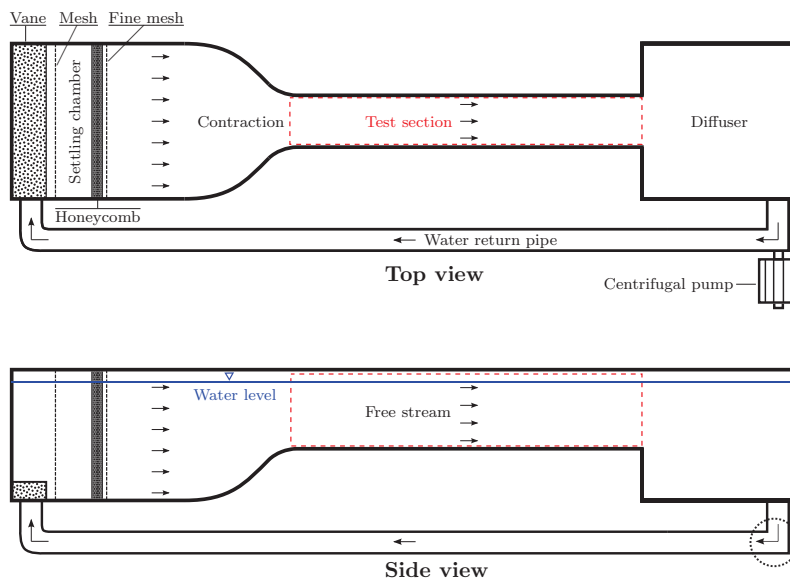 Vane
Mesh
Fine mesh
Settling chamber
Contraction
Test section
Diffuser
Honeycomb
Water return pipe
Top view
Centrifugal pump
Water level
Free stream
Side view